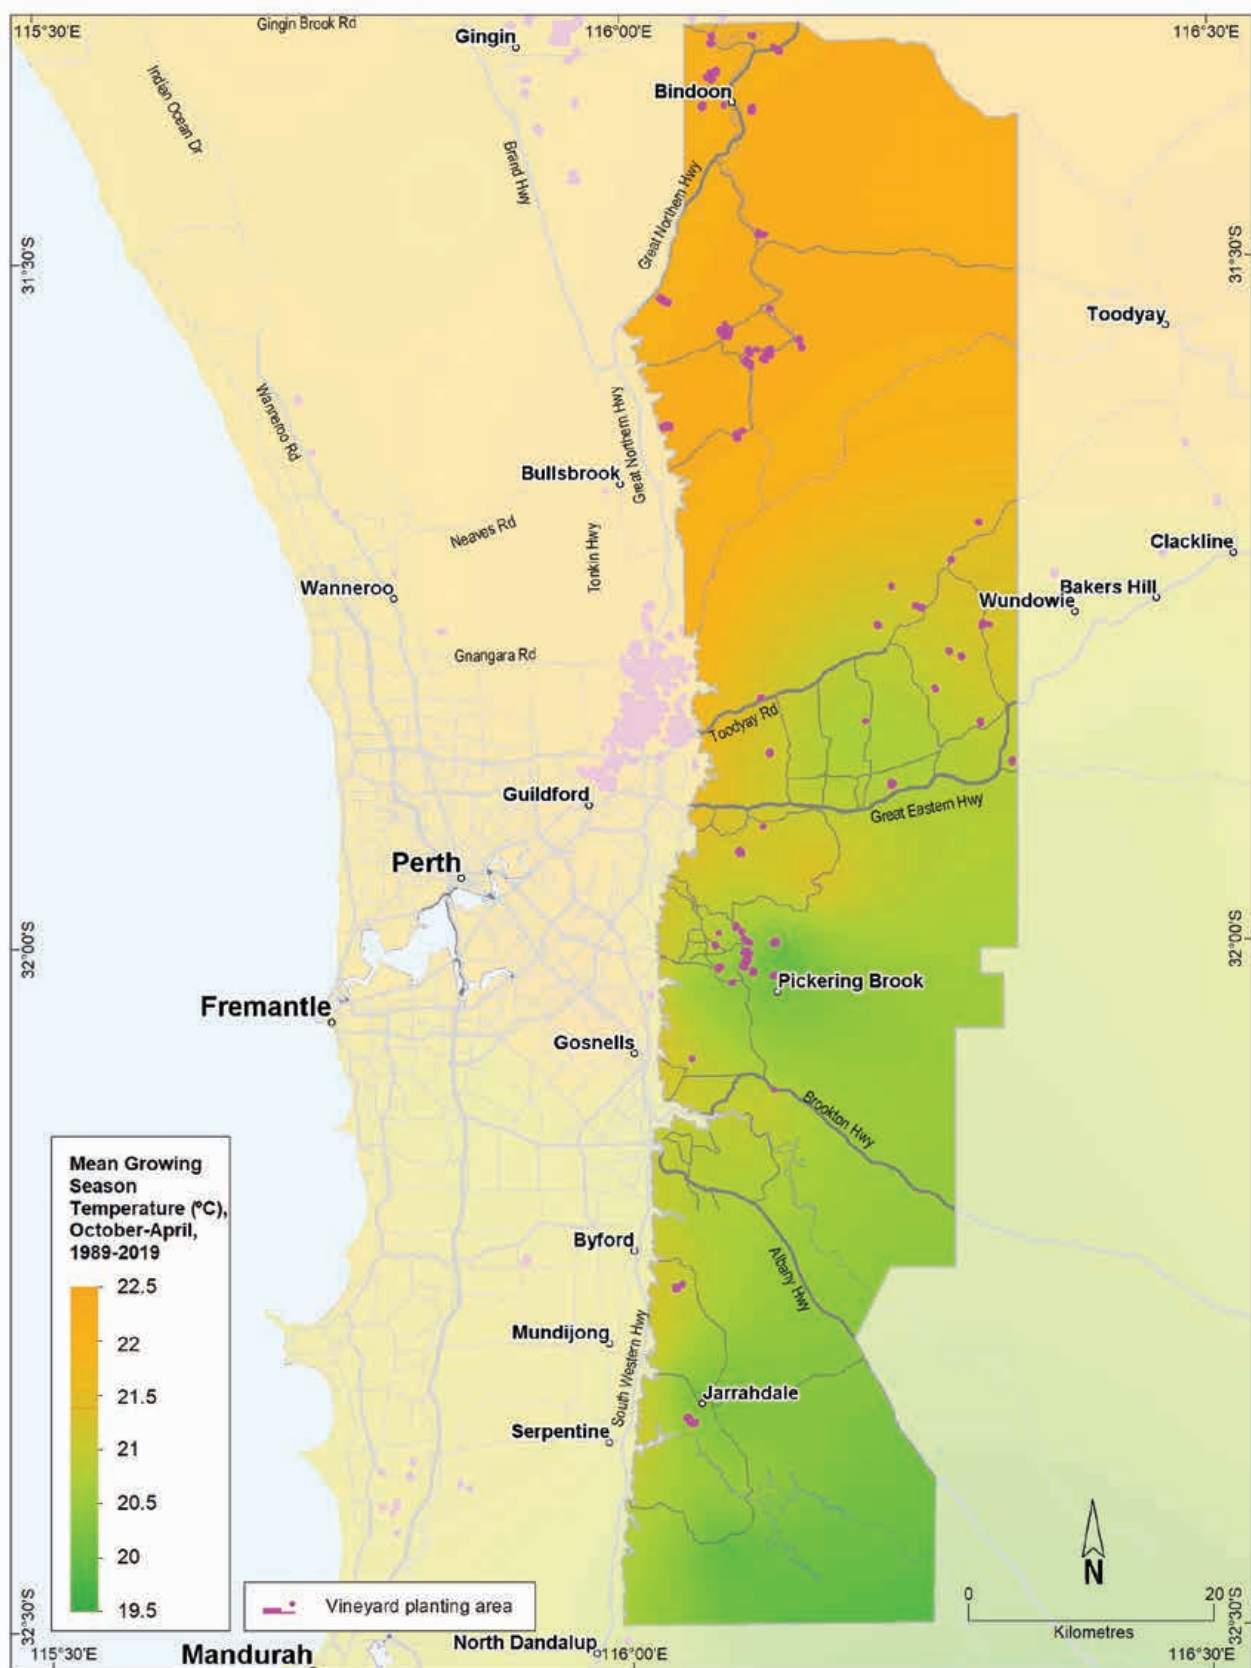 115°30'E
Gingin Brook Rd
Gingin
116°00'E
116°30'E
Indian Ocean Dr
Bindoon
Brand Hwy
Great Northern Hwy
31°30'S
31°30'S
Toodyay
Wanneroo Rd
Great Northern Hwy
Bullsbrook
Neaves Rd
Tonkin Hwy
Clackline
Wanneroo
Bakers Hill
Wundowie
Gnangara Rd
Toodyay Rd
Guildford
Great Eastern Hwy
Perth
32°00'S
32°00'S
Pickering Brook
Fremantle
Gosnells
Brookton Hwy
Byford
Albany Hwy
Mundijong
South Western Hwy
Jarrahdale
Serpentine
Mean Growing
Season
Temperature (°C),
October-April,
1989-2019
22.5
22
21.5
21
20.5
20
19.5
Vineyard planting area
N
0
20
Kilometres
32°30'S
32°30'S
North Dandalup
Mandurah
115°30'E
116°00'E
116°30'E